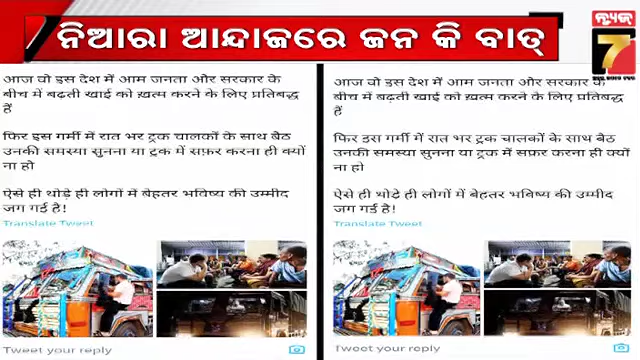 ନିଆରା ଆନ୍ଦାଜରେ ଜନ କି ବାତ୍
ନ୍ୟୁଜ୍
7
आज वो इस देश में आम जनता और सरकार के
बीच में बढ़ती खाई को ख़त्म करने के लिए प्रतिबद्ध
हैं
फिर इस गर्मी में रात भर ट्रक चालकों के साथ बैठ
उनकी समस्या सुनना या ट्रक में सफ़र करना ही क्यों
ना हो
ऐसे ही थोड़े ही लोगों में बेहतर भविष्य की उम्मीद
जग गई है!
Translate Tweet
Tweet your reply
आज वो इस देश में आम जनता और सरकार के
बीच में बढ़ती खाई को ख़त्म करने के लिए प्रतिबद्ध
हैं
फिर इस गर्मी में रात भर ट्रक चालकों के साथ बैठ
उनकी समस्या सुनना या ट्रक में सफ़र करना ही क्यों
ना हो
ऐसे ही थोड़े ही लोगों में बेहतर भविष्य की उम्मीद
जग गई है!
Translate Tweet
Tweet your reply